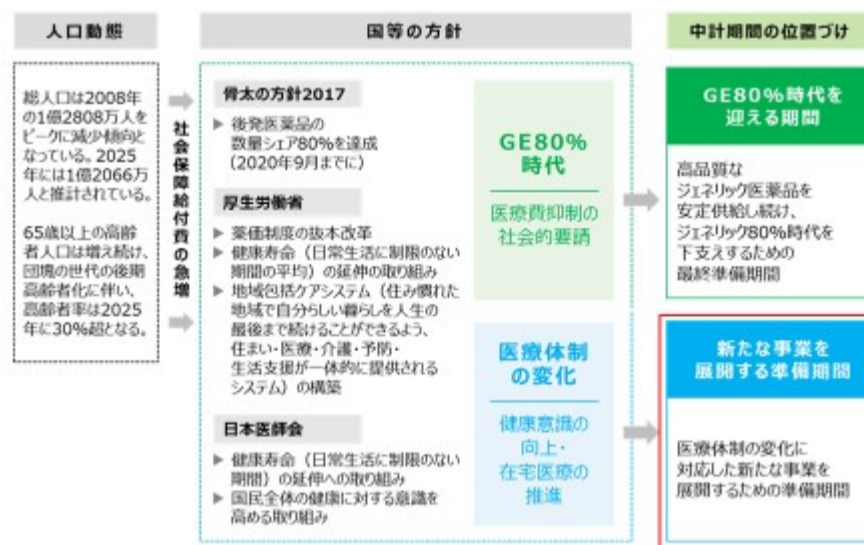 人口動態
総人口は2008年
の1億2808万人を
ピークに減少傾向と
なっている。2025
年には1億2066万
人と推計されている。
65歳以上の高齢
者人口は増え続け、
団塊の世代の後期
高齢者化に伴い、
高齢者率は2025
年に30%超となる。
社会保障給付費の急増
国等の方針
骨太の方針2017
▶ 後発医薬品の
数量シェア80%を達成
(2020年9月までに)
厚生労働省
▶ 薬価制度の抜本改革
▶ 健康寿命(日常生活に制限のない
期間の平均)の延伸の取り組み
▶ 地域包括ケアシステム(住み慣れた
地域で自分らしい暮らしを人生の
最後まで続けることができるよう、
住まい・医療・介護・予防・
生活支援が一体的に提供される
システム)の構築
日本医師会
▶ 健康寿命(日常生活に制限のない
期間)の延伸への取り組み
▶ 国民全体の健康に対する意識を
高める取り組み
GE80%
時代
医療費抑制の
社会的要請
医療体制
の変化
健康意識の
向上・
在宅医療の
推進
中計期間の位置づけ
GE80%時代を
迎える期間
高品質な
ジェネリック医薬品を
安定供給し続け、
ジェネリック80%時代を
下支えするための
最終準備期間
新たな事業を
展開する準備期間
医療体制の変化に
対応した新たな事業を
展開するための準備期間